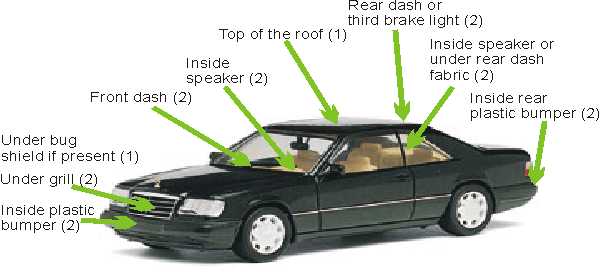 Rear dash or
third brake light (2)
Top of the roof (1)
Inside speaker or
under rear dash
fabric (2)
Inside
speaker (2)
Front dash (2)
Inside rear
plastic bumper (2)
Under bug
shield if present (1)
Under grill (2)
Inside plastic
bumper (2)